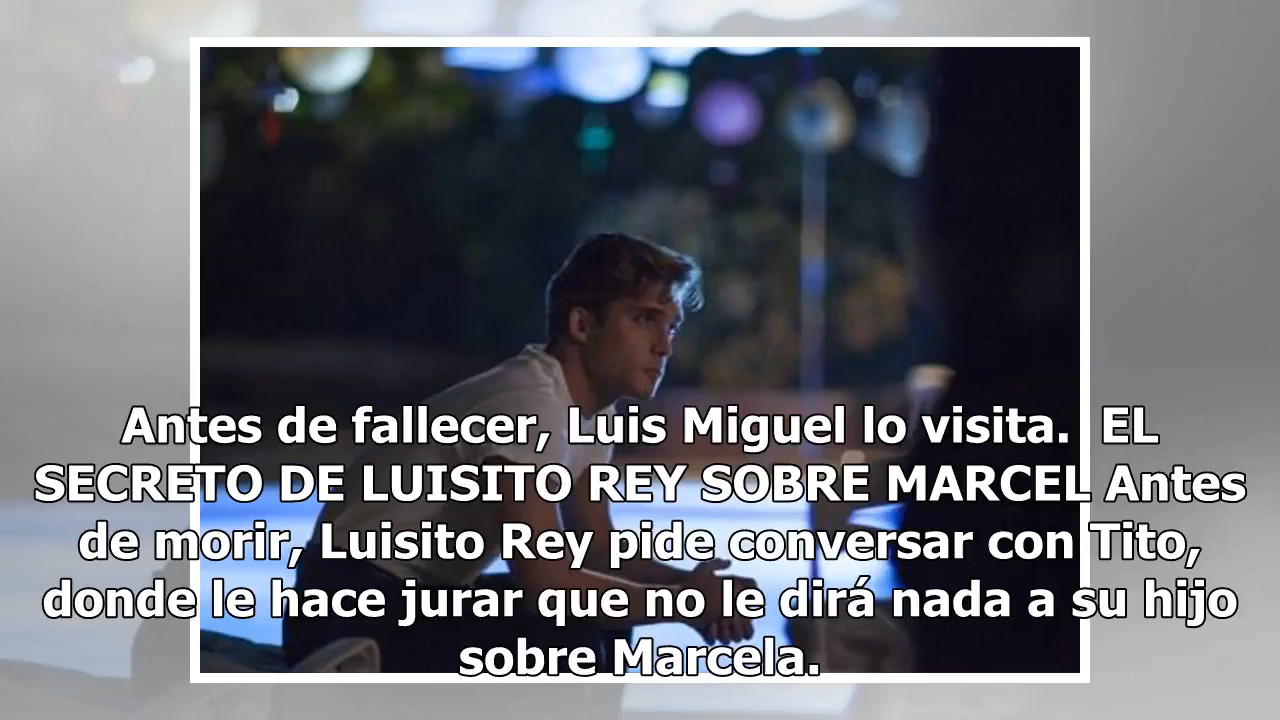 Antes de fallecer, Luis Miguel lo visita.  EL
SECRETO DE LUISITO REY SOBRE MARCEL Antes
de morir, Luisito Rey pide conversar con Tito,
donde le hace jurar que no le dirá nada a su hijo
sobre Marcela.